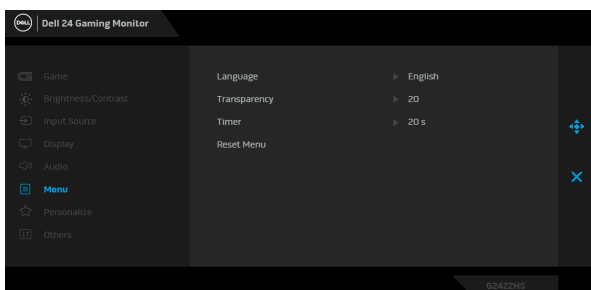 DELL
Dell 24 Gaming Monitor
Game
Brightness/Contrast
Input Source
Display
Audio
Menu
Personalize
Others
Language English
Transparency 20
Timer 20 s
Reset Menu
G2422HS